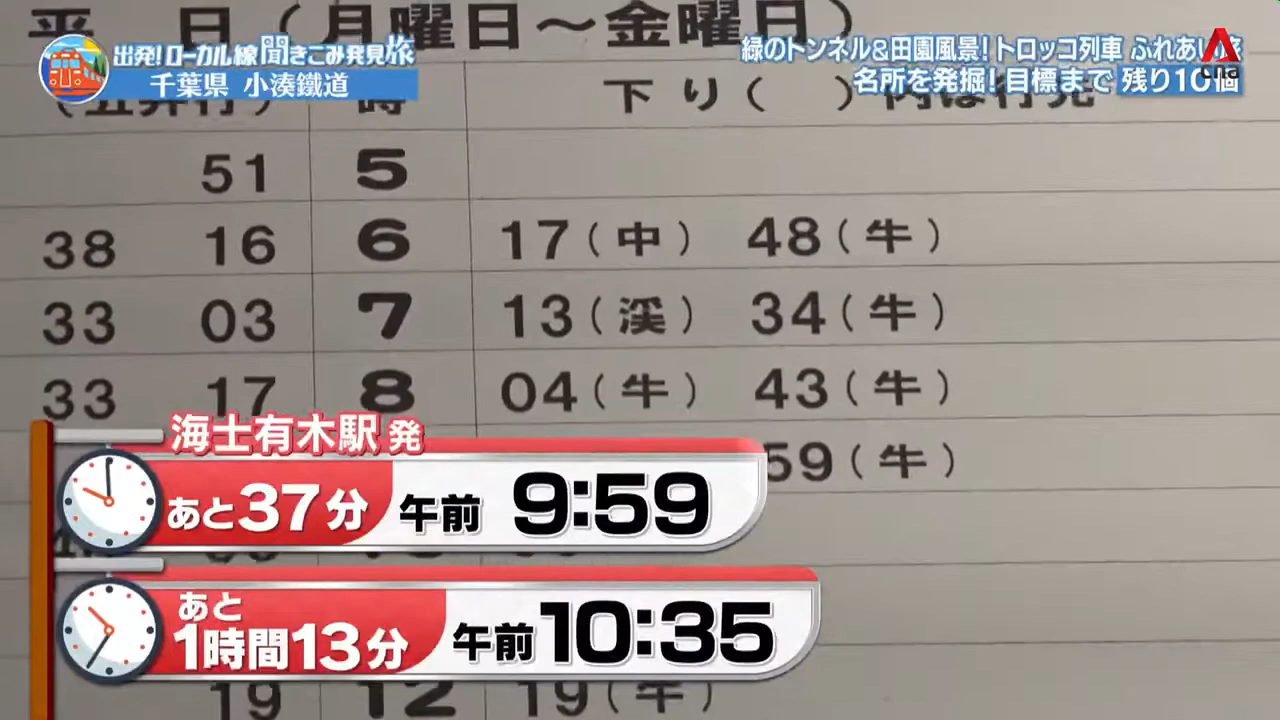 平 日(月曜日～金曜日)
出発!ローカル線 聞きこみ発見旅
千葉県 小湊鐵道
緑のトンネル&田園風景!トロッコ列車 ふれあい旅
名所を発掘!目標まで 残り10個
cna
(五井行) 時 下り( )内は行先
51 5
38 16 6 17(中) 48(牛)
33 03 7 13(渓) 34(牛)
33 17 8 04(牛) 43(牛)
59(牛)
海士有木駅 発
あと37分 午前 9:59
あと
1時間13分 午前 10:35
19 12 19(牛)